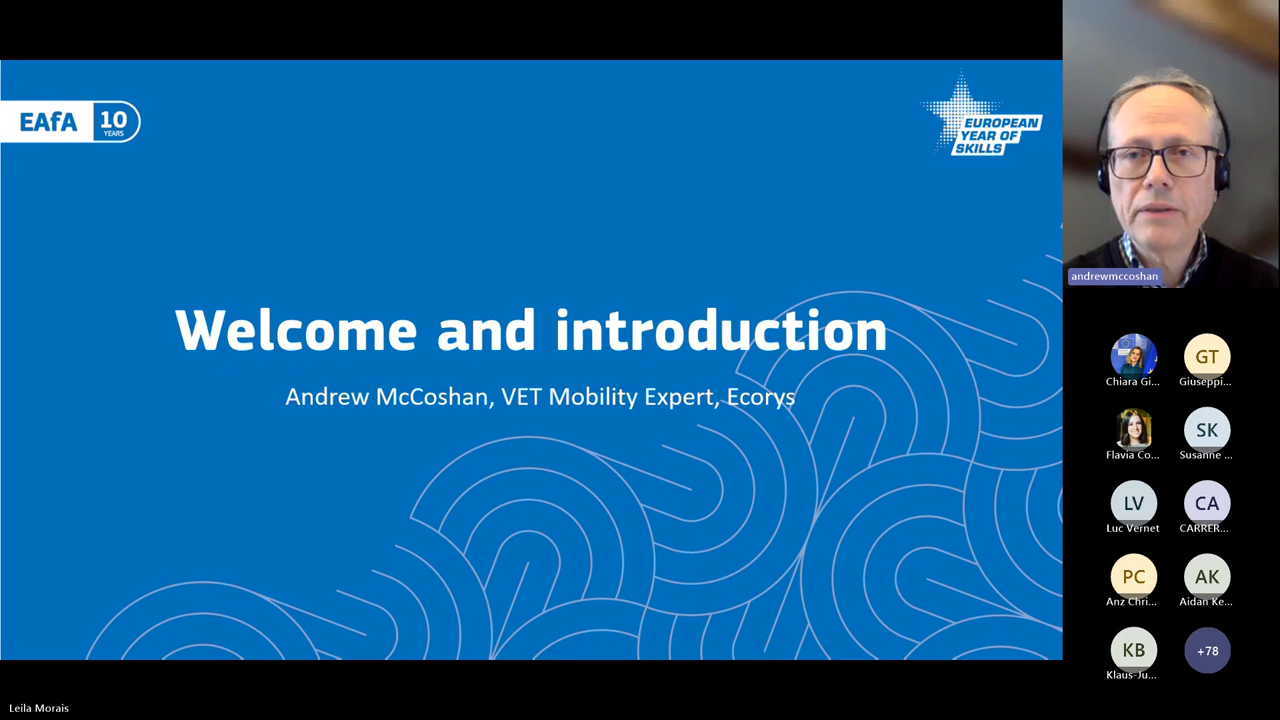 EAfA
10
YEARS
EUROPEAN
YEAR OF
SKILLS
Welcome and introduction
Andrew McCoshan, VET Mobility Expert, Ecorys
andrewmccoshan
Chiara Gi...
GT
Giuseppi...
Flavia Co...
SK
Susanne ...
LV
Luc Vernet
CA
CARRER...
PC
Anz Chri...
AK
Aidan Ke...
KB
Klaus-Ju...
+78
Leila Morais